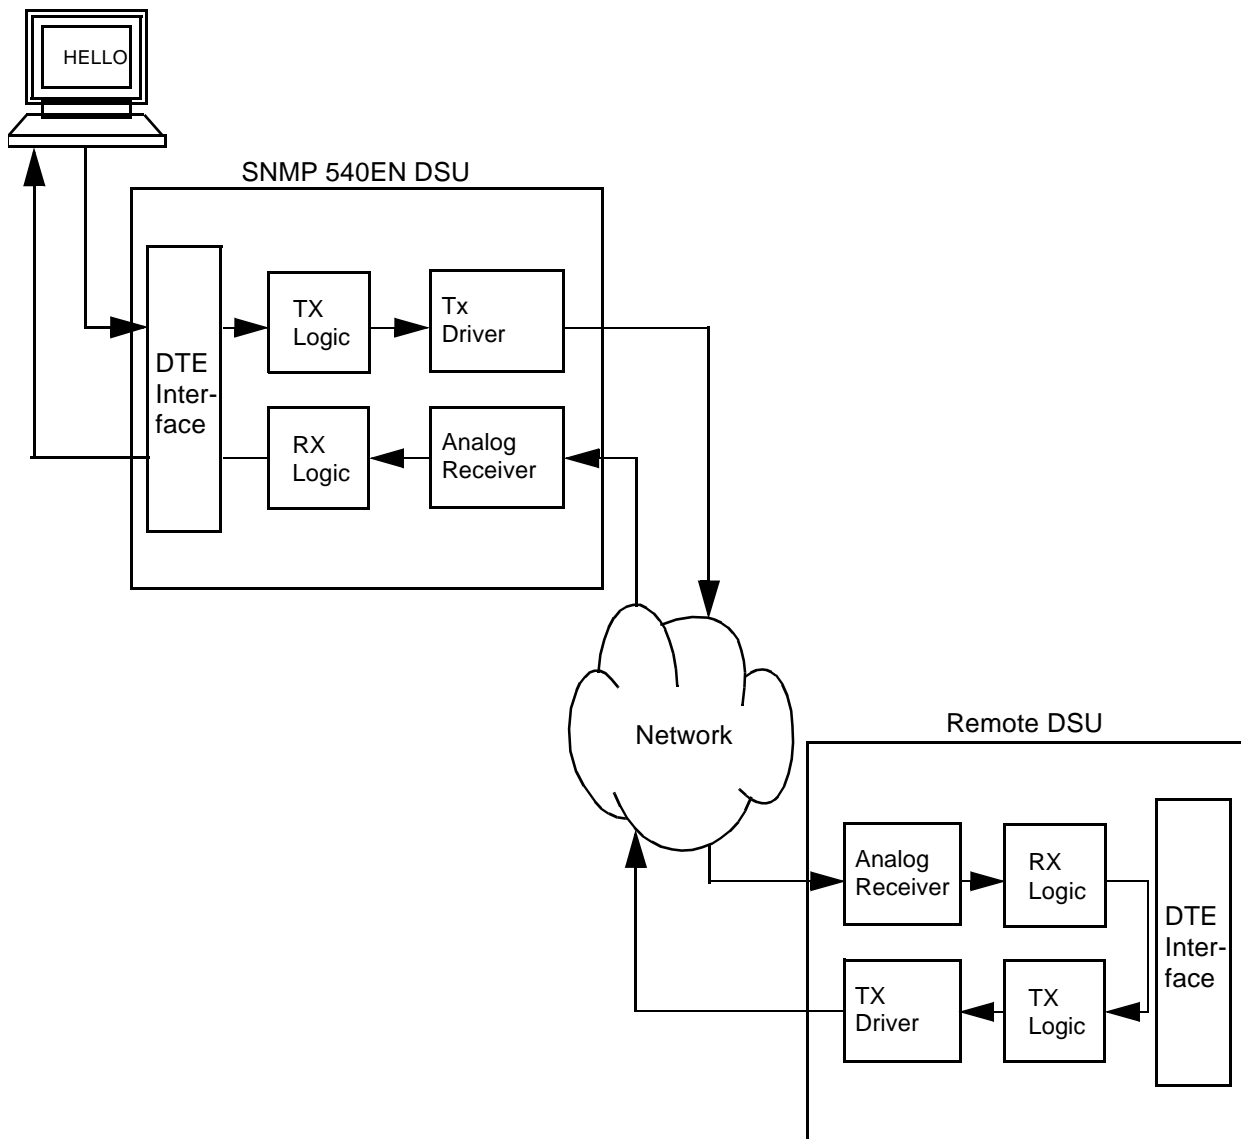 HELLO
SNMP 540EN DSU
DTE
Inter-
face
TX
Logic
Tx
Driver
RX
Logic
Analog
Receiver
Network
Remote DSU
Analog
Receiver
RX
Logic
DTE
Inter-
face
TX
Driver
TX
Logic